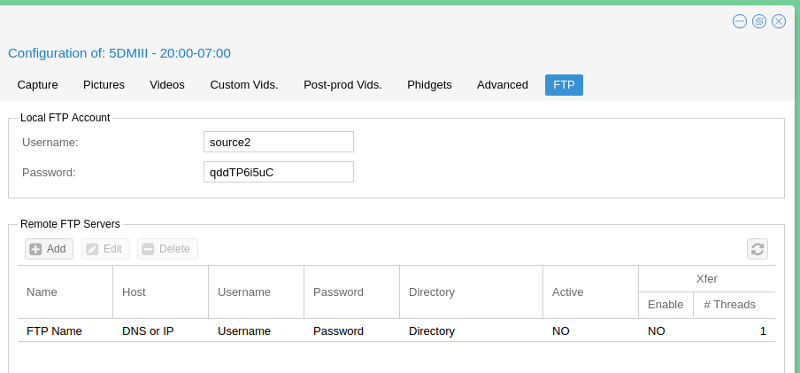 Configuration of: 5DMIII - 20:00-07:00
Capture Pictures Videos Custom Vids. Post-prod Vids. Phidgets Advanced FTP
Local FTP Account
Username: source2
Password: qddTP6i5uC
Remote FTP Servers
Add Edit Delete
Xfer
Name Host Username Password Directory Active
Enable # Threads
FTP Name DNS or IP Username Password Directory NO NO 1